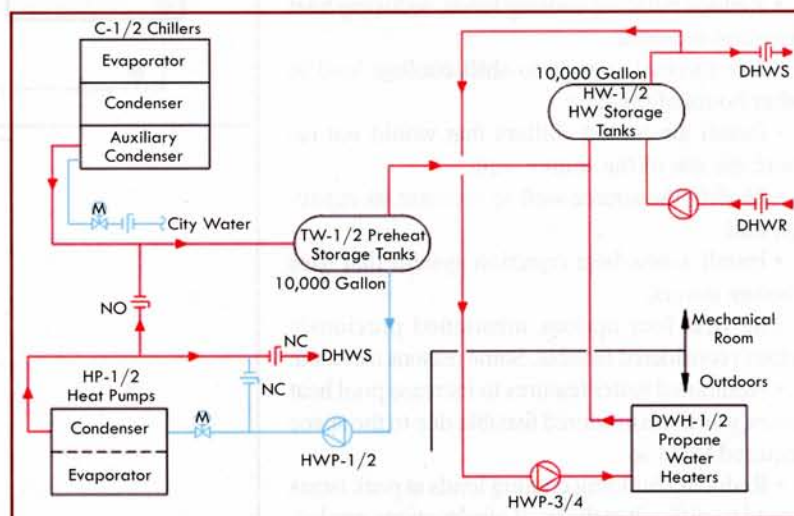 C-1/2 Chillers
Evaporator
Condenser
Auxiliary
Condenser
M
City Water
NO
HP-1/2
Heat Pumps
Condenser
Evaporator
M
NC
DHWS
NC
HWP-1/2
TW-1/2 Preheat
Storage Tanks
10,000 Gallon
10,000 Gallon
HW-1/2
HW Storage
Tanks
DHWS
DHWR
Mechanical
Room
Outdoors
DWH-1/2
Propane
Water
Heaters
HWP-3/4